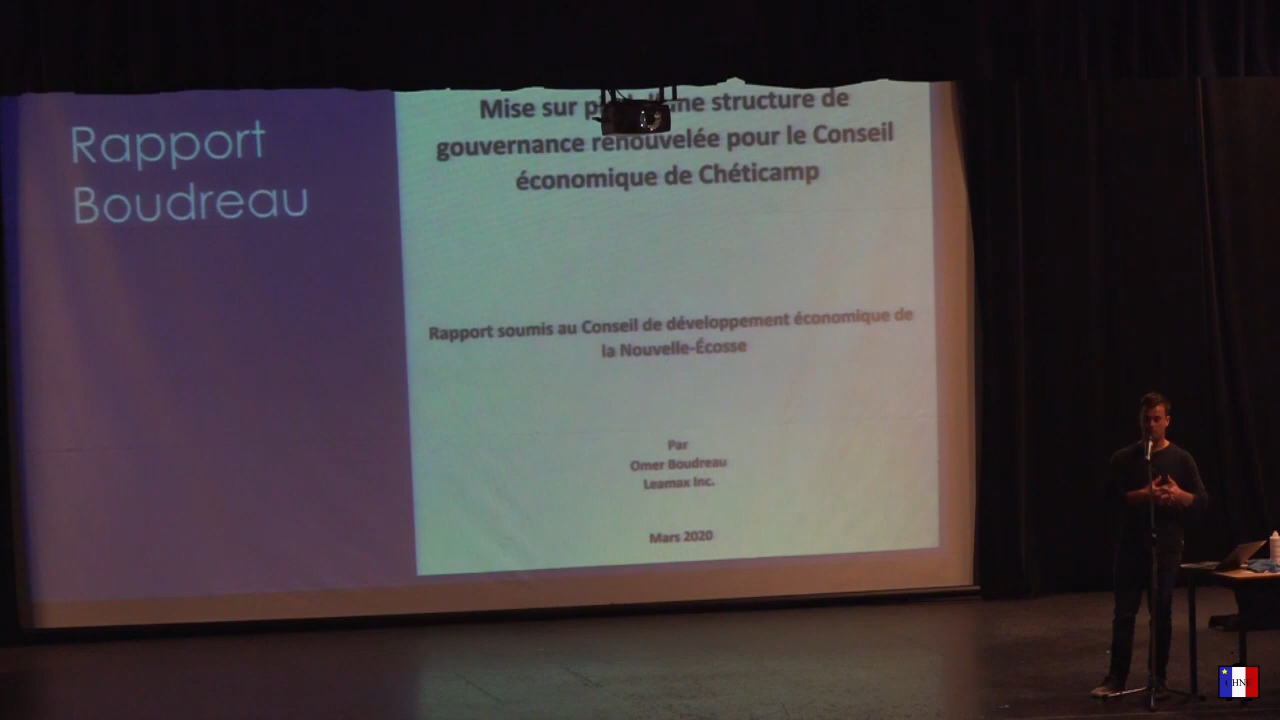 Rapport
Boudreau
Mise sur une structure de
gouvernance renouvelée pour le Conseil
économique de Chéticamp
Rapport soumis au Conseil de développement économique de
la Nouvelle-Écosse
Par
Omer Boudreau
Leamax Inc.
Mars 2020